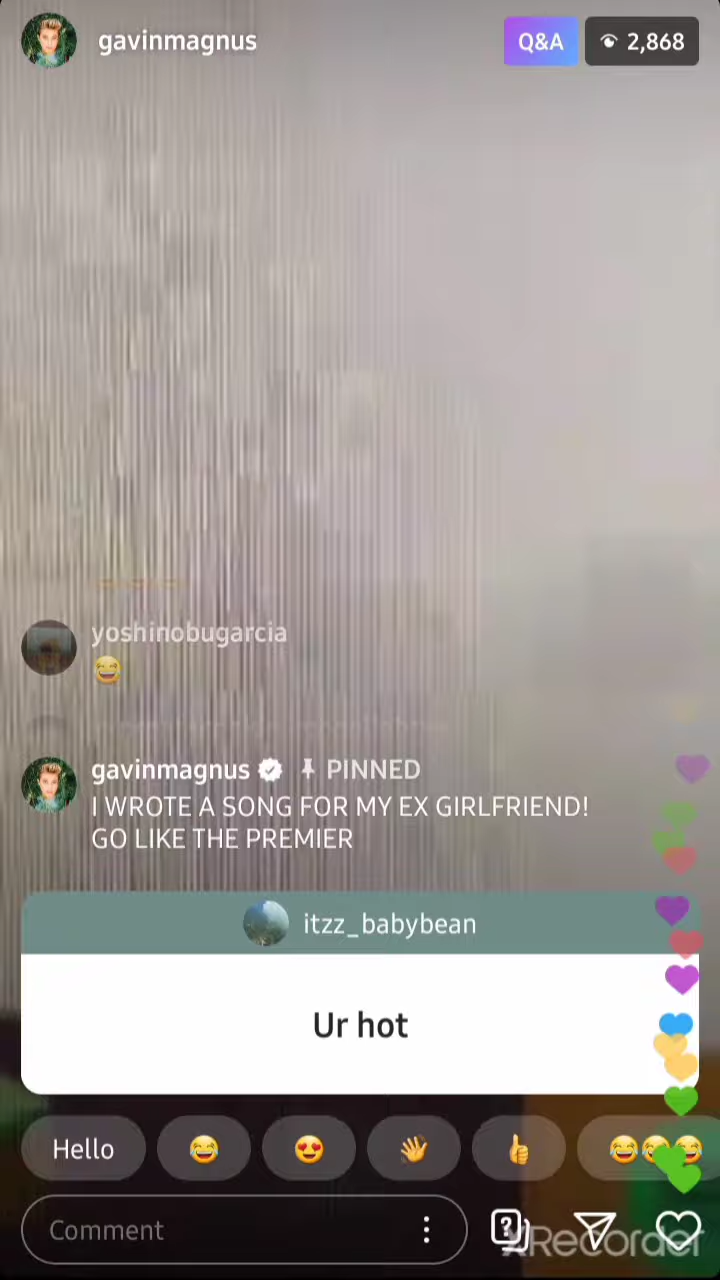 gavinmagnus
Q&A
2,868
yoshinobugarcia
😂
gavinmagnus PINNED
I WROTE A SONG FOR MY EX GIRLFRIEND!
GO LIKE THE PREMIER
itzz_babybean
Ur hot
Hello 😂 😍 👋 👍 😂😂😂
Comment
XRecorder